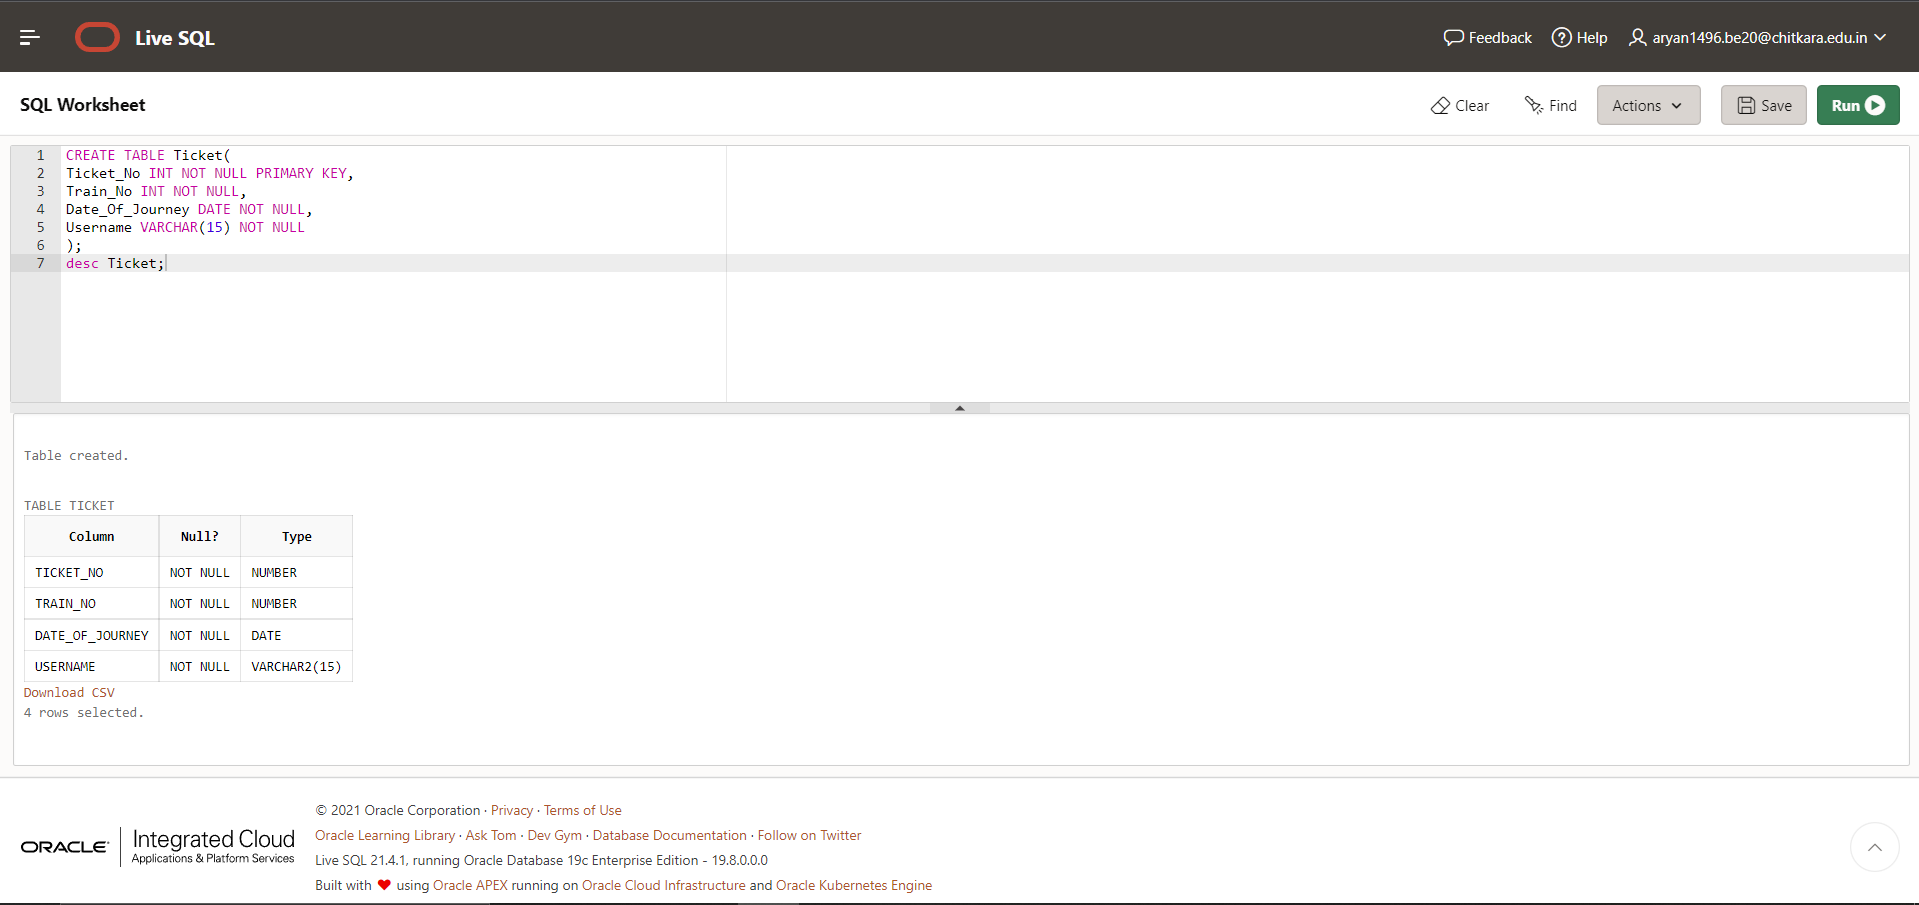 Live SQL
Feedback Help aryan1496.be20@chitkara.edu.in
SQL Worksheet
Clear Find Actions Save Run
1 CREATE TABLE Ticket(
2 Ticket_No INT NOT NULL PRIMARY KEY,
3 Train_No INT NOT NULL,
4 Date_Of_Journey DATE NOT NULL,
5 Username VARCHAR(15) NOT NULL
6 );
7 desc Ticket;
Table created.
TABLE TICKET
Column Null? Type
TICKET_NO NOT NULL NUMBER
TRAIN_NO NOT NULL NUMBER
DATE_OF_JOURNEY NOT NULL DATE
USERNAME NOT NULL VARCHAR2(15)
Download CSV
4 rows selected.
ORACLE Integrated Cloud
Applications & Platform Services
© 2021 Oracle Corporation · Privacy · Terms of Use
Oracle Learning Library · Ask Tom · Dev Gym · Database Documentation · Follow on Twitter
Live SQL 21.4.1, running Oracle Database 19c Enterprise Edition - 19.8.0.0.0
Built with ❤ using Oracle APEX running on Oracle Cloud Infrastructure and Oracle Kubernetes Engine